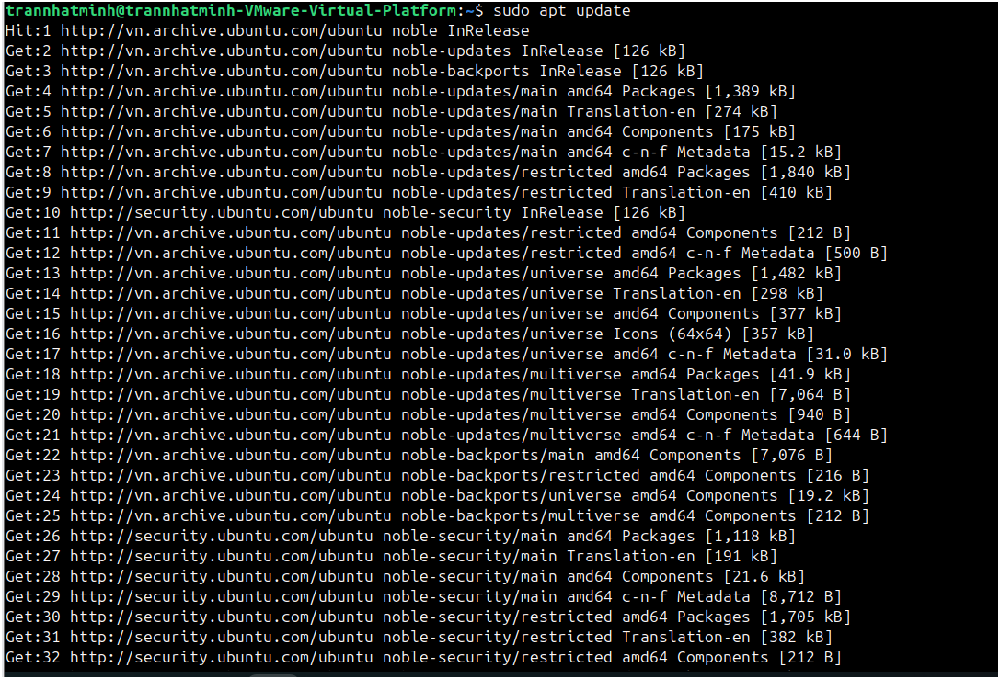 trannhatminh@trannhatminh-VMware-Virtual-Platform:~$ sudo apt update
Hit:1 http://vn.archive.ubuntu.com/ubuntu noble InRelease
Get:2 http://vn.archive.ubuntu.com/ubuntu noble-updates InRelease [126 kB]
Get:3 http://vn.archive.ubuntu.com/ubuntu noble-backports InRelease [126 kB]
Get:4 http://vn.archive.ubuntu.com/ubuntu noble-updates/main amd64 Packages [1,389 kB]
Get:5 http://vn.archive.ubuntu.com/ubuntu noble-updates/main Translation-en [274 kB]
Get:6 http://vn.archive.ubuntu.com/ubuntu noble-updates/main amd64 Components [175 kB]
Get:7 http://vn.archive.ubuntu.com/ubuntu noble-updates/main amd64 c-n-f Metadata [15.2 kB]
Get:8 http://vn.archive.ubuntu.com/ubuntu noble-updates/restricted amd64 Packages [1,840 kB]
Get:9 http://vn.archive.ubuntu.com/ubuntu noble-updates/restricted Translation-en [410 kB]
Get:10 http://security.ubuntu.com/ubuntu noble-security InRelease [126 kB]
Get:11 http://vn.archive.ubuntu.com/ubuntu noble-updates/restricted amd64 Components [212 B]
Get:12 http://vn.archive.ubuntu.com/ubuntu noble-updates/restricted amd64 c-n-f Metadata [500 B]
Get:13 http://vn.archive.ubuntu.com/ubuntu noble-updates/universe amd64 Packages [1,482 kB]
Get:14 http://vn.archive.ubuntu.com/ubuntu noble-updates/universe Translation-en [298 kB]
Get:15 http://vn.archive.ubuntu.com/ubuntu noble-updates/universe amd64 Components [377 kB]
Get:16 http://vn.archive.ubuntu.com/ubuntu noble-updates/universe Icons (64x64) [357 kB]
Get:17 http://vn.archive.ubuntu.com/ubuntu noble-updates/universe amd64 c-n-f Metadata [31.0 kB]
Get:18 http://vn.archive.ubuntu.com/ubuntu noble-updates/multiverse amd64 Packages [41.9 kB]
Get:19 http://vn.archive.ubuntu.com/ubuntu noble-updates/multiverse Translation-en [7,064 B]
Get:20 http://vn.archive.ubuntu.com/ubuntu noble-updates/multiverse amd64 Components [940 B]
Get:21 http://vn.archive.ubuntu.com/ubuntu noble-updates/multiverse amd64 c-n-f Metadata [644 B]
Get:22 http://vn.archive.ubuntu.com/ubuntu noble-backports/main amd64 Components [7,076 B]
Get:23 http://vn.archive.ubuntu.com/ubuntu noble-backports/restricted amd64 Components [216 B]
Get:24 http://vn.archive.ubuntu.com/ubuntu noble-backports/universe amd64 Components [19.2 kB]
Get:25 http://vn.archive.ubuntu.com/ubuntu noble-backports/multiverse amd64 Components [212 B]
Get:26 http://security.ubuntu.com/ubuntu noble-security/main amd64 Packages [1,118 kB]
Get:27 http://security.ubuntu.com/ubuntu noble-security/main Translation-en [191 kB]
Get:28 http://security.ubuntu.com/ubuntu noble-security/main amd64 Components [21.6 kB]
Get:29 http://security.ubuntu.com/ubuntu noble-security/main amd64 c-n-f Metadata [8,712 B]
Get:30 http://security.ubuntu.com/ubuntu noble-security/restricted amd64 Packages [1,705 kB]
Get:31 http://security.ubuntu.com/ubuntu noble-security/restricted Translation-en [382 kB]
Get:32 http://security.ubuntu.com/ubuntu noble-security/restricted amd64 Components [212 B]